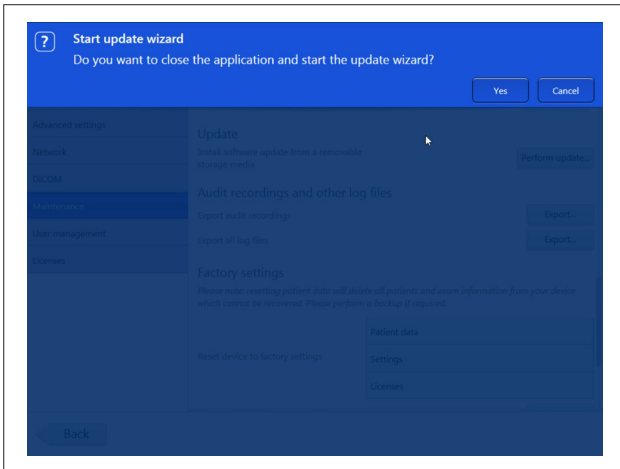 ?
Start update wizard
Do you want to close the application and start the update wizard?
Yes
Cancel
Advanced settings
Network
DICOM
Maintenance
User management
Licenses
Update
Install software update from a removable
storage media
Perform update...
Audit recordings and other log files
Export audit recordings
Export...
Export all log files
Export...
Factory settings
Please note: resetting patient data will delete all patients and exam information from your device
which cannot be recovered. Please perform a backup if required.
Reset device to factory settings
Patient data
Settings
Licenses
Back